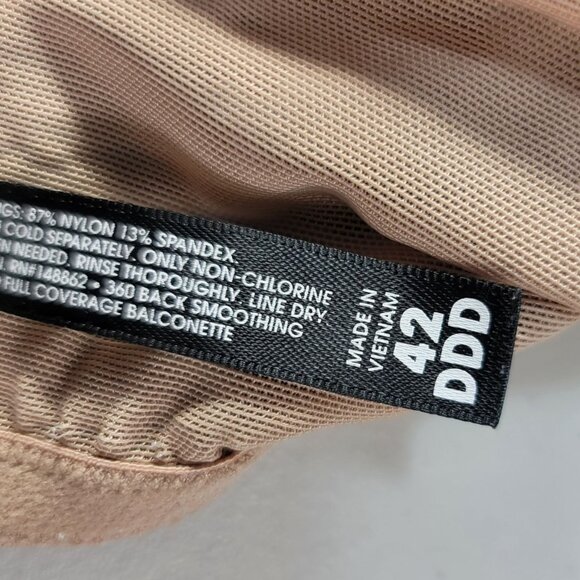 87% NYLON 13% SPANDEX
COLD SEPARATELY. ONLY NON-CHLORINE
NEEDED. RINSE THOROUGHLY. LINE DRY.
RN#148862 • 360 BACK SMOOTHING
FULL COVERAGE BALCONETTE
MADE IN
VIETNAM
42
DDD